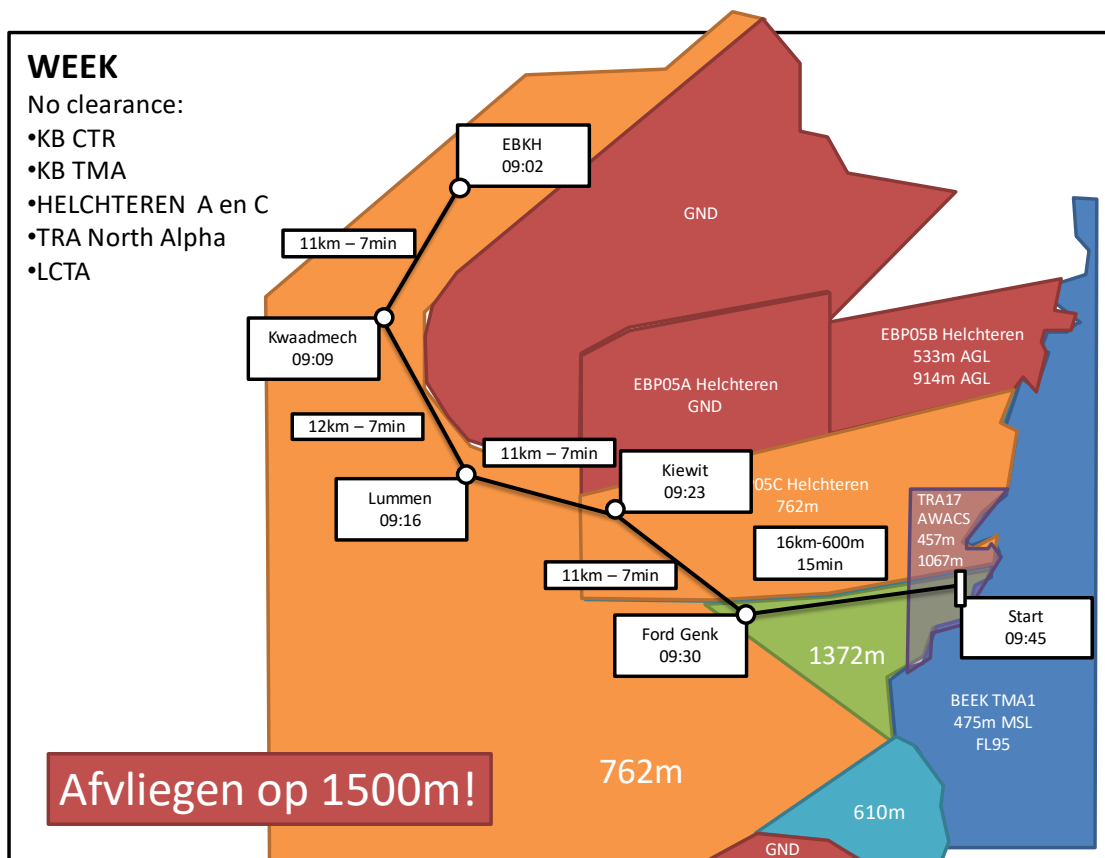 WEEK
No clearance:
•KB CTR
•KB TMA
•HELCHTEREN A en C
•TRA North Alpha
•LCTA
EBKH
09:02
GND
11km – 7min
Kwaadmech
09:09
EBP05B Helchteren
533m AGL
914m AGL
EBP05A Helchteren
GND
12km – 7min
11km – 7min
Kiewit
09:23
Lummen
09:16
P05C Helchteren
762m
TRA17
AWACS
457m
1067m
16km-600m
15min
11km – 7min
Ford Genk
09:30
Start
09:45
1372m
BEEK TMA1
475m MSL
FL95
762m
Afvliegen op 1500m!
610m
GND